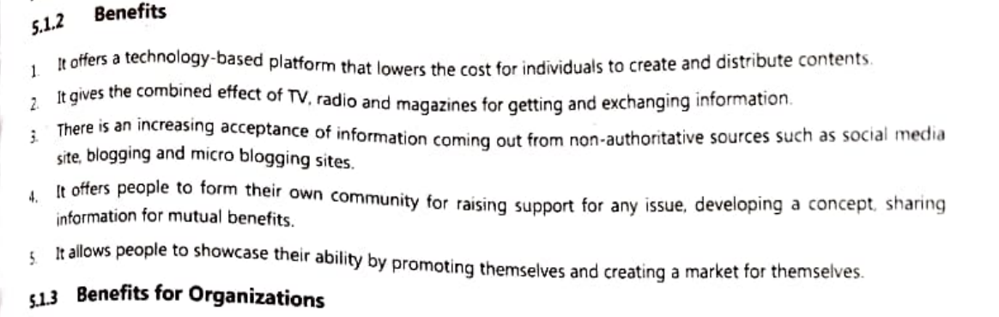 5.1.2 Benefits
1. It offers a technology-based platform that lowers the cost for individuals to create and distribute contents.
2. It gives the combined effect of TV, radio and magazines for getting and exchanging information.
3. There is an increasing acceptance of information coming out from non-authoritative sources such as social media
site, blogging and micro blogging sites.
4. It offers people to form their own community for raising support for any issue, developing a concept, sharing
information for mutual benefits.
5. It allows people to showcase their ability by promoting themselves and creating a market for themselves.
5.1.3 Benefits for Organizations